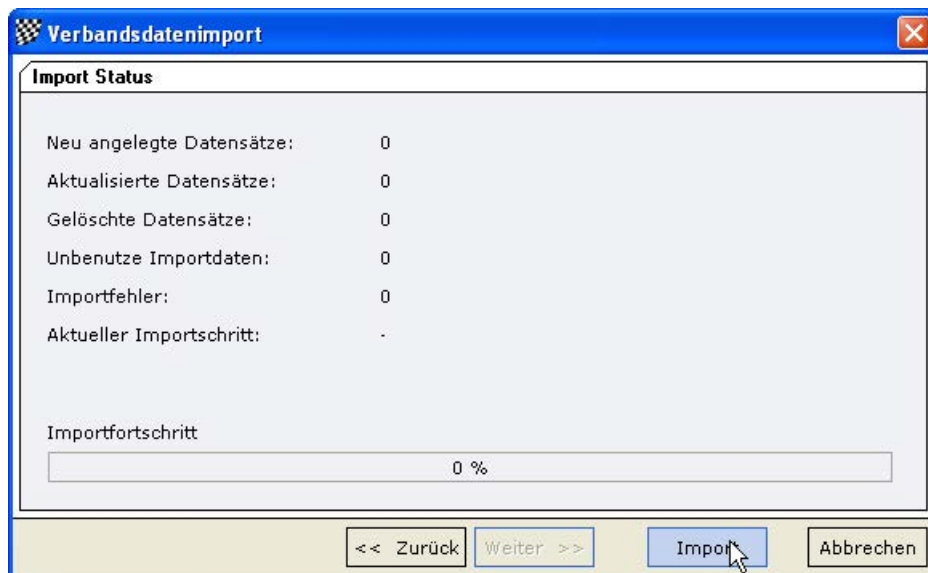 Verbandsdatenimport
Import Status
Neu angelegte Datensätze: 0
Aktualisierte Datensätze: 0
Gelöschte Datensätze: 0
Unbenutze Importdaten: 0
Importfehler: 0
Aktueller Importschritt: -
Importfortschritt
0 %
<< Zurück Weiter >> Import Abbrechen